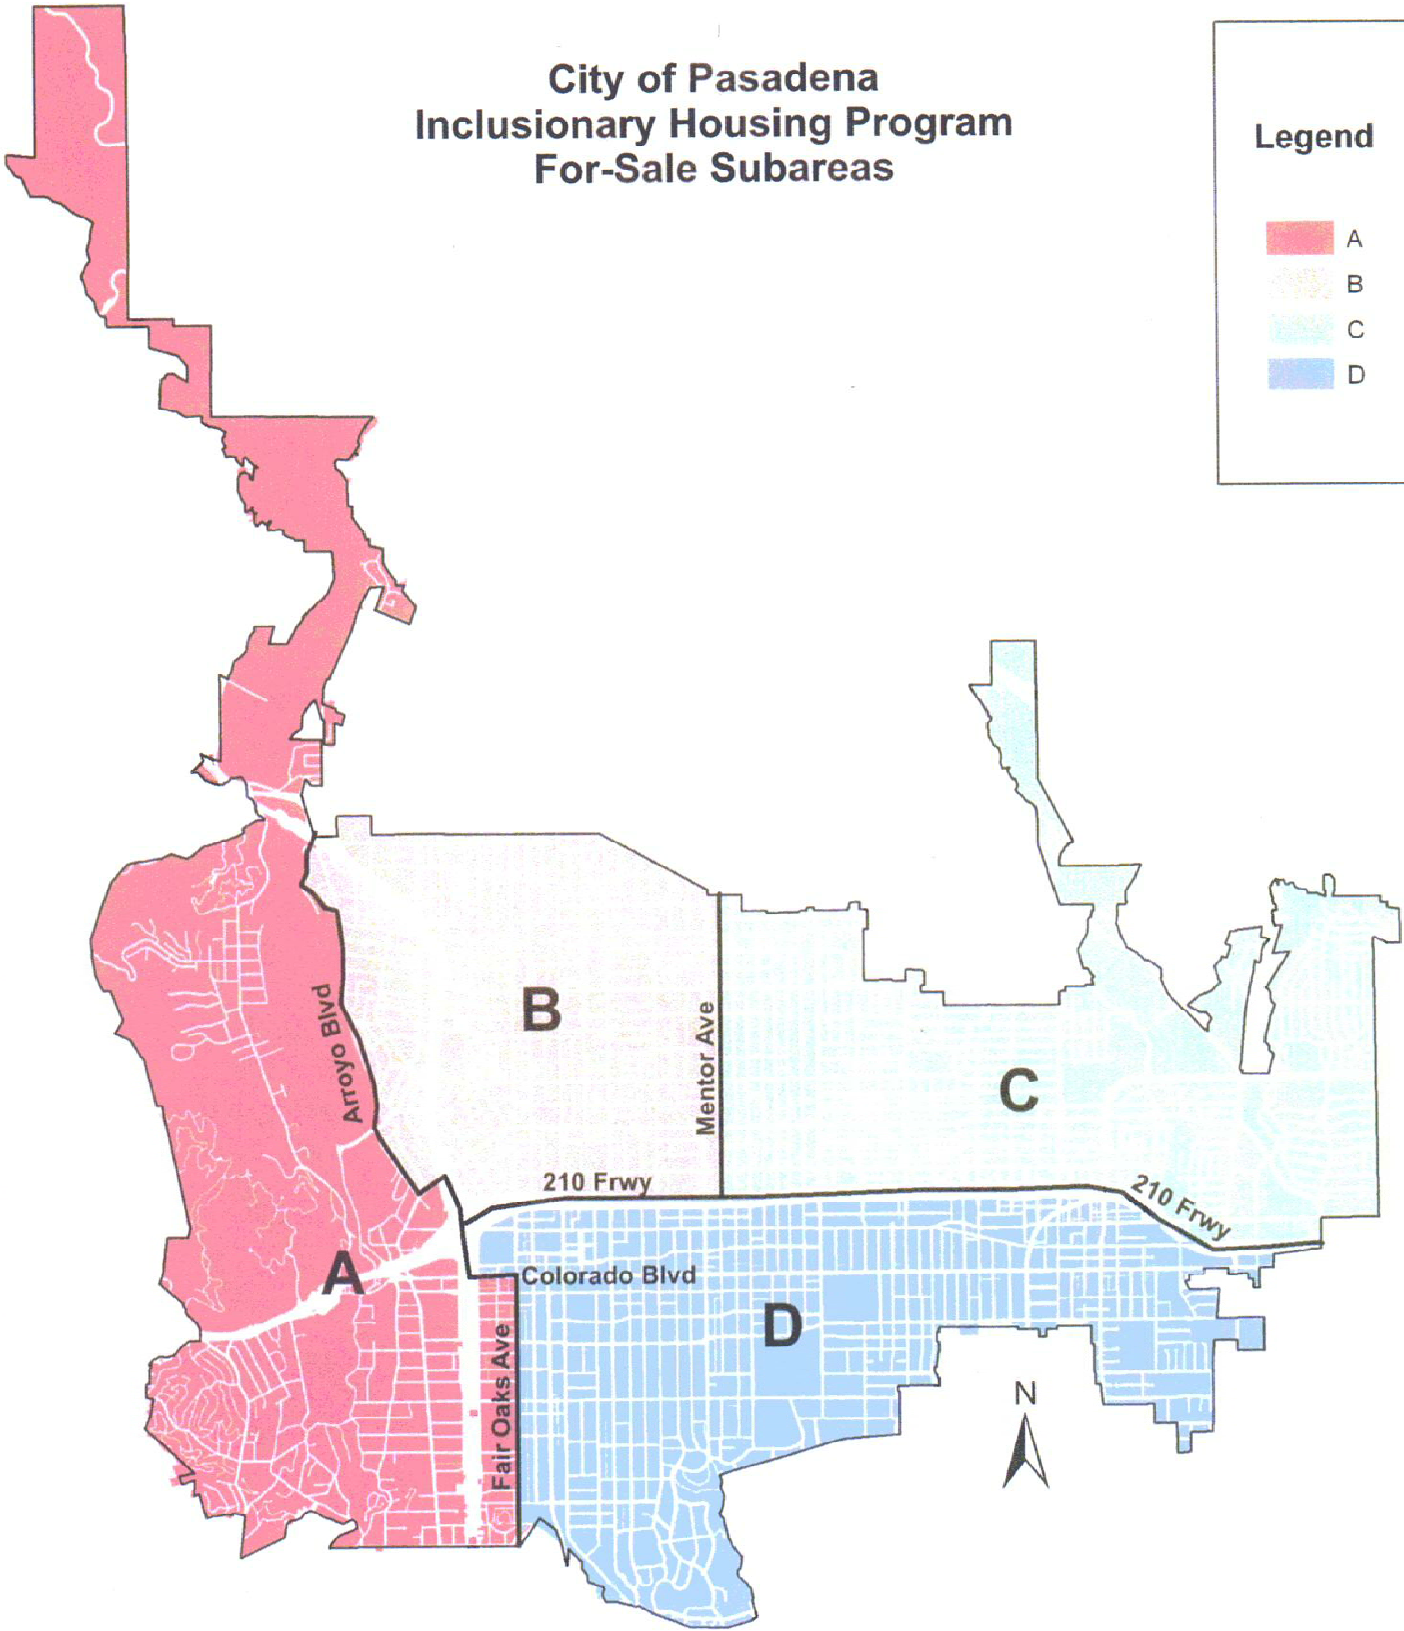 City of Pasadena
Inclusionary Housing Program
For-Sale Subareas
Legend
A
B
C
D
B
C
A
D
Arroyo Blvd
Mentor Ave
210 Frwy
210 Frwy
Colorado Blvd
Fair Oaks Ave
N